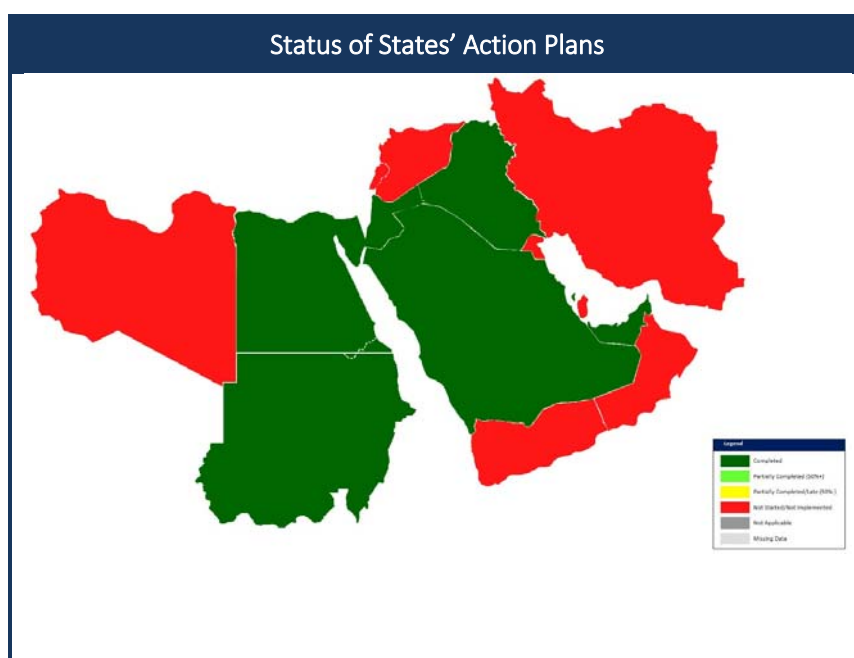 Status of States’ Action Plans
Legend
Completed
Partially Completed (50%+)
Partially Completed/Late (50%-)
Not Started/Not Implemented
Not Applicable
Missing Data